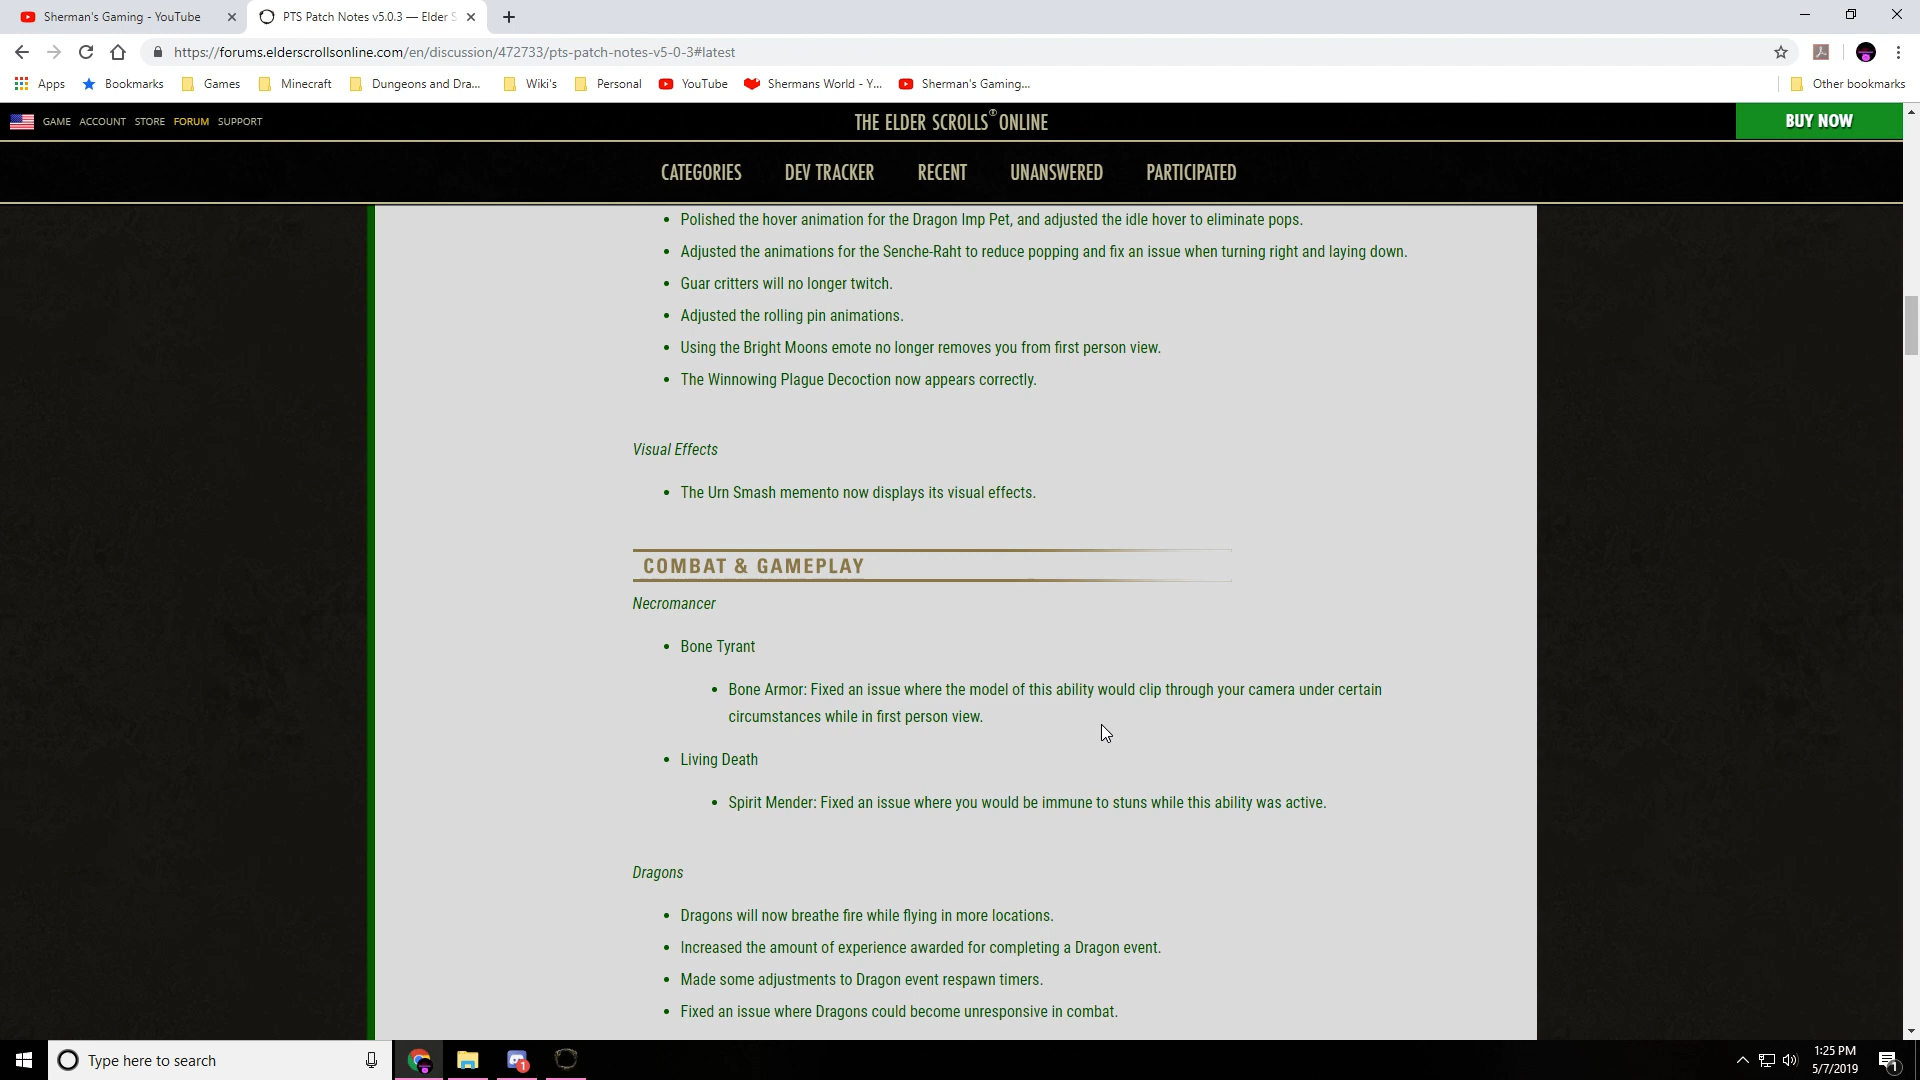 Sherman's Gaming - YouTube
PTS Patch Notes v5.0.3 — Elder S
https://forums.elderscrollsonline.com/en/discussion/472733/pts-patch-notes-v5-0-3#latest
Apps Bookmarks Games Minecraft Dungeons and Dra... Wiki's Personal YouTube Shermans World - Y... Sherman's Gaming... Other bookmarks
GAME ACCOUNT STORE FORUM SUPPORT THE ELDER SCROLLS® ONLINE BUY NOW
CATEGORIES DEV TRACKER RECENT UNANSWERED PARTICIPATED
• Polished the hover animation for the Dragon Imp Pet, and adjusted the idle hover to eliminate pops.
• Adjusted the animations for the Senche-Raht to reduce popping and fix an issue when turning right and laying down.
• Guar critters will no longer twitch.
• Adjusted the rolling pin animations.
• Using the Bright Moons emote no longer removes you from first person view.
• The Winnowing Plague Decoction now appears correctly.
Visual Effects
• The Urn Smash memento now displays its visual effects.
COMBAT & GAMEPLAY
Necromancer
• Bone Tyrant
• Bone Armor: Fixed an issue where the model of this ability would clip through your camera under certain
circumstances while in first person view.
• Living Death
• Spirit Mender: Fixed an issue where you would be immune to stuns while this ability was active.
Dragons
• Dragons will now breathe fire while flying in more locations.
• Increased the amount of experience awarded for completing a Dragon event.
• Made some adjustments to Dragon event respawn timers.
• Fixed an issue where Dragons could become unresponsive in combat.
Type here to search
1
1:25 PM
5/7/2019
1